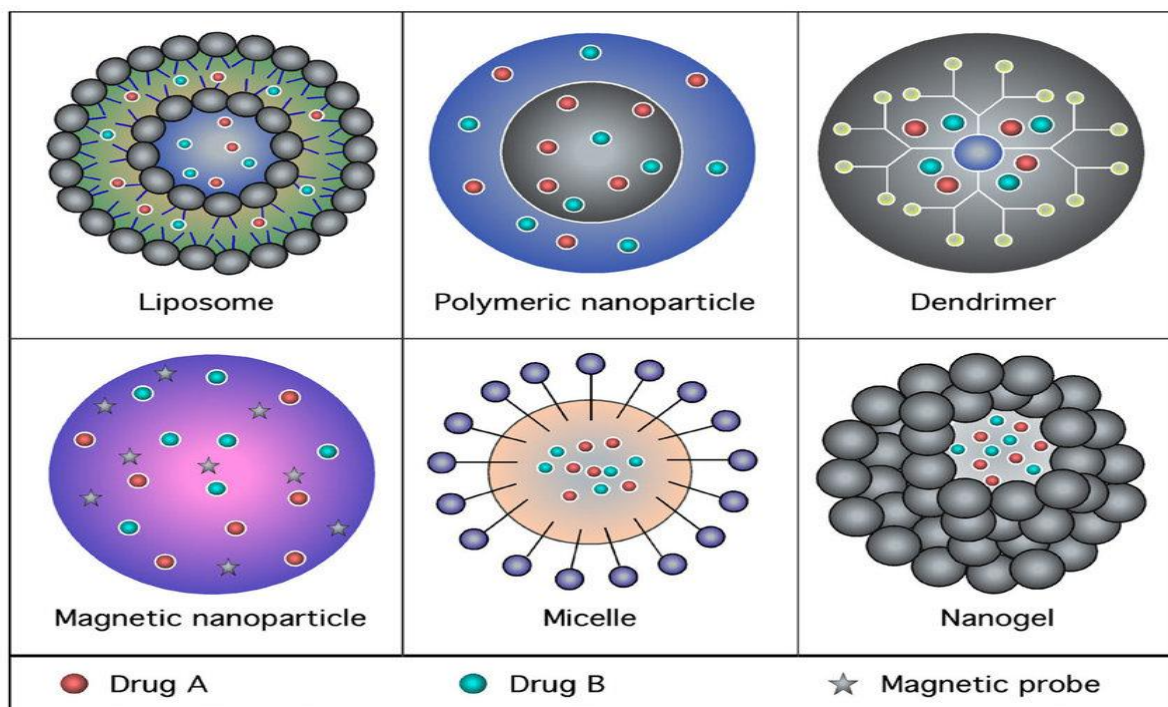 Liposome
Polymeric nanoparticle
Dendrimer
Magnetic nanoparticle
Micelle
Nanogel
Drug A
Drug B
Magnetic probe